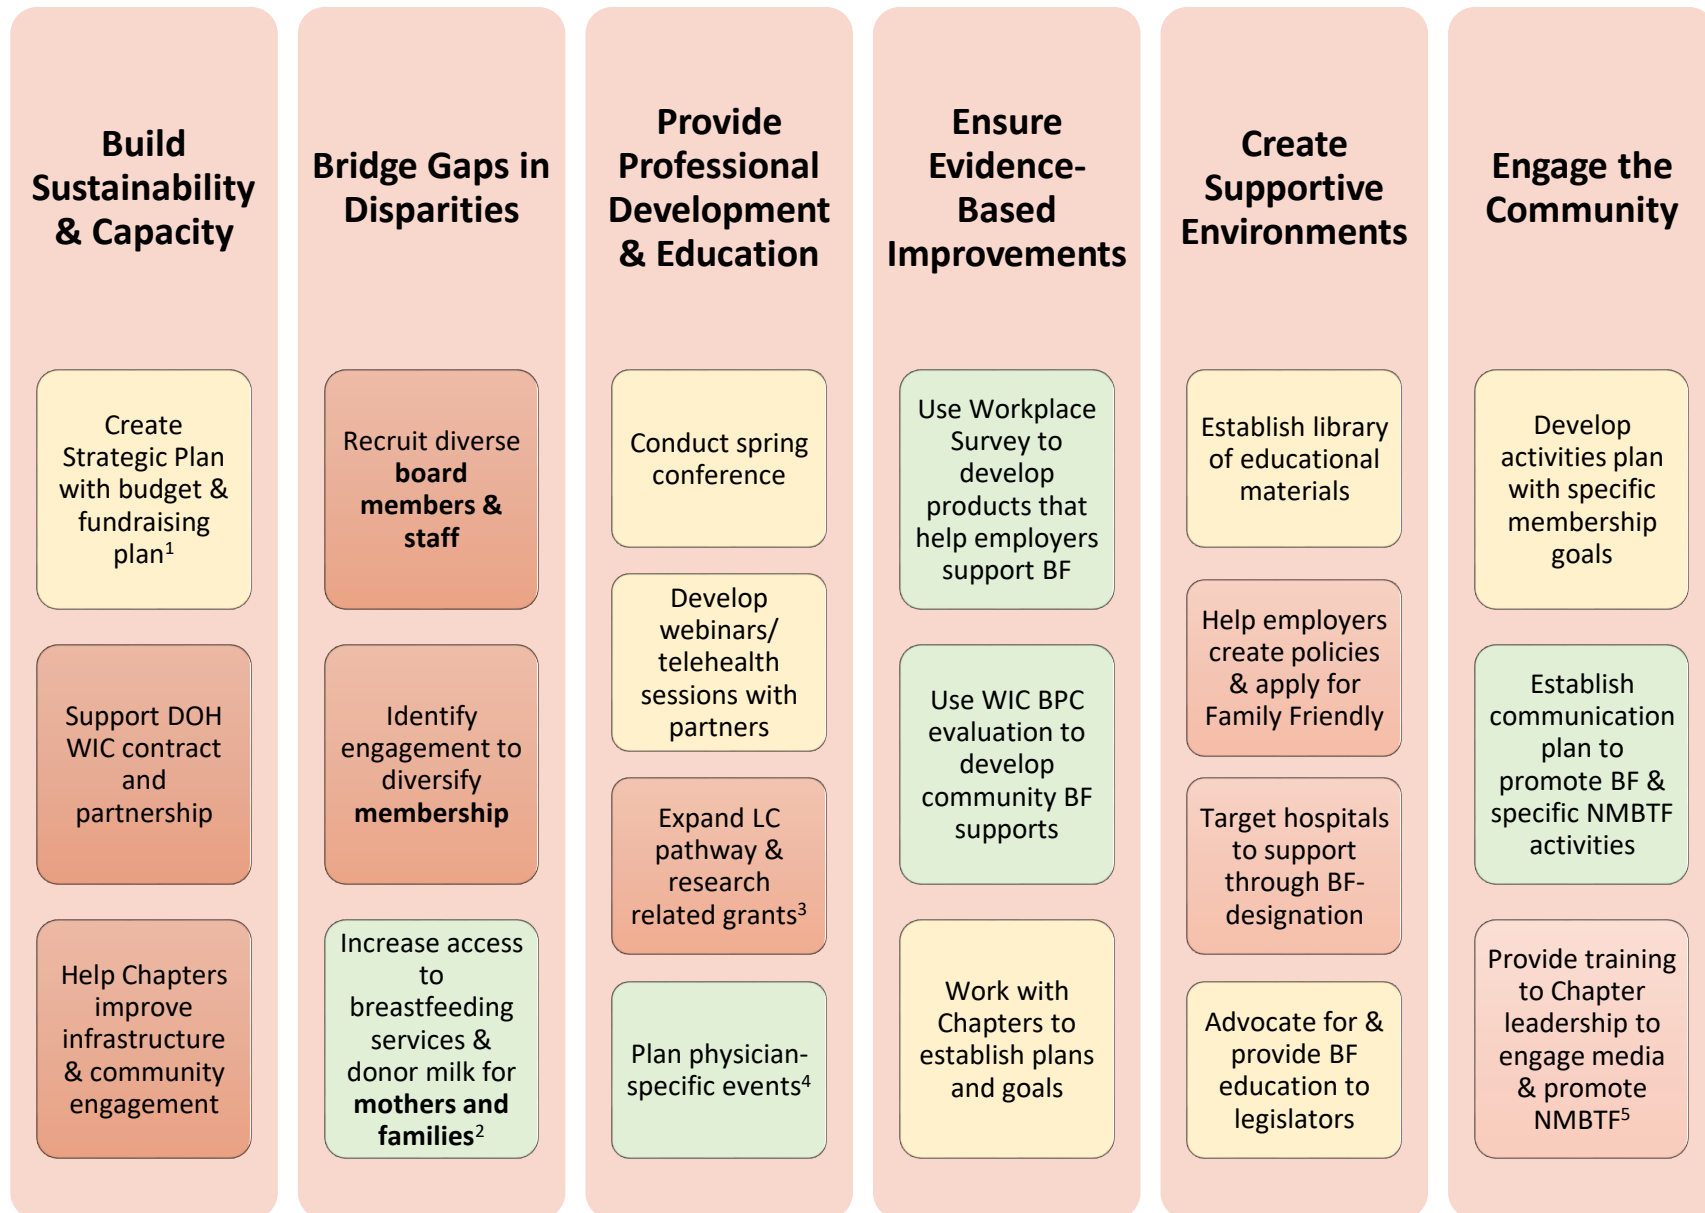 Build
Sustainability
& Capacity
Create
Strategic Plan
with budget &
fundraising
plan1
Support DOH
WIC contract
and
partnership
Help Chapters
improve
infrastructure
& community
engagement
Bridge Gaps in
Disparities
Recruit diverse
board
members &
staff
Identify
engagement to
diversify
membership
Increase access
to
breastfeeding
services &
donor milk for
mothers and
families2
Provide
Professional
Development
& Education
Conduct spring
conference
Develop
webinars/
telehealth
sessions with
partners
Expand LC
pathway &
research
related grants3
Plan physician-
specific events4
Ensure
Evidence-
Based
Improvements
Use Workplace
Survey to
develop
products that
help employers
support BF
Use WIC BPC
evaluation to
develop
community BF
supports
Work with
Chapters to
establish plans
and goals
Create
Supportive
Environments
Establish library
of educational
materials
Help employers
create policies
& apply for
Family Friendly
Target hospitals
to support
through BF-
designation
Advocate for &
provide BF
education to
legislators
Engage the
Community
Develop
activities plan
with specific
membership
goals
Establish
communication
plan to
promote BF &
specific NMBTF
activities
Provide training
to Chapter
leadership to
engage media
& promote
NMBTF5